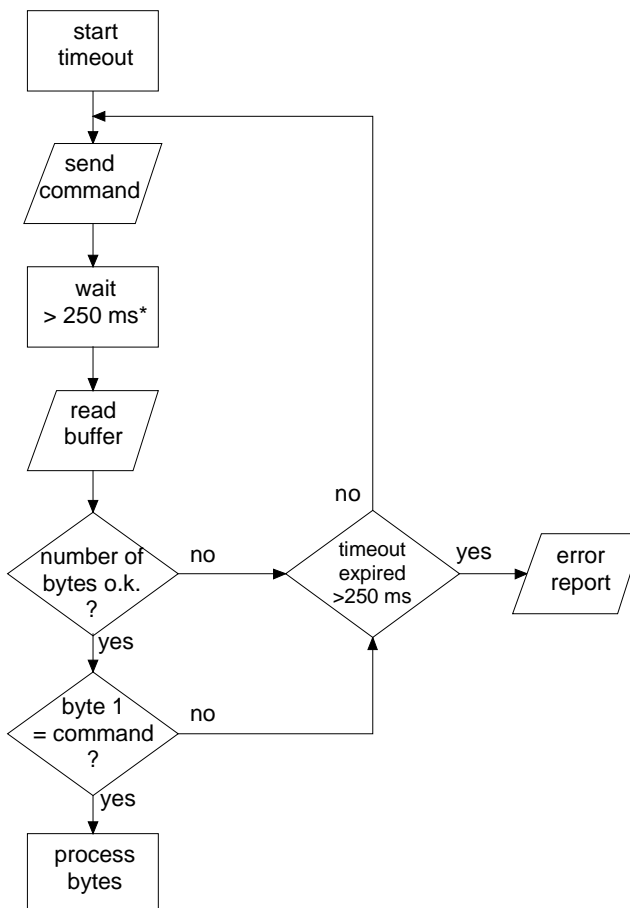 start
timeout
send
command
wait
> 250 ms*
read
buffer
number of
bytes o.k.
?
no
yes
timeout
expired
>250 ms
no
yes
error
report
byte 1
= command
?
no
yes
process
bytes